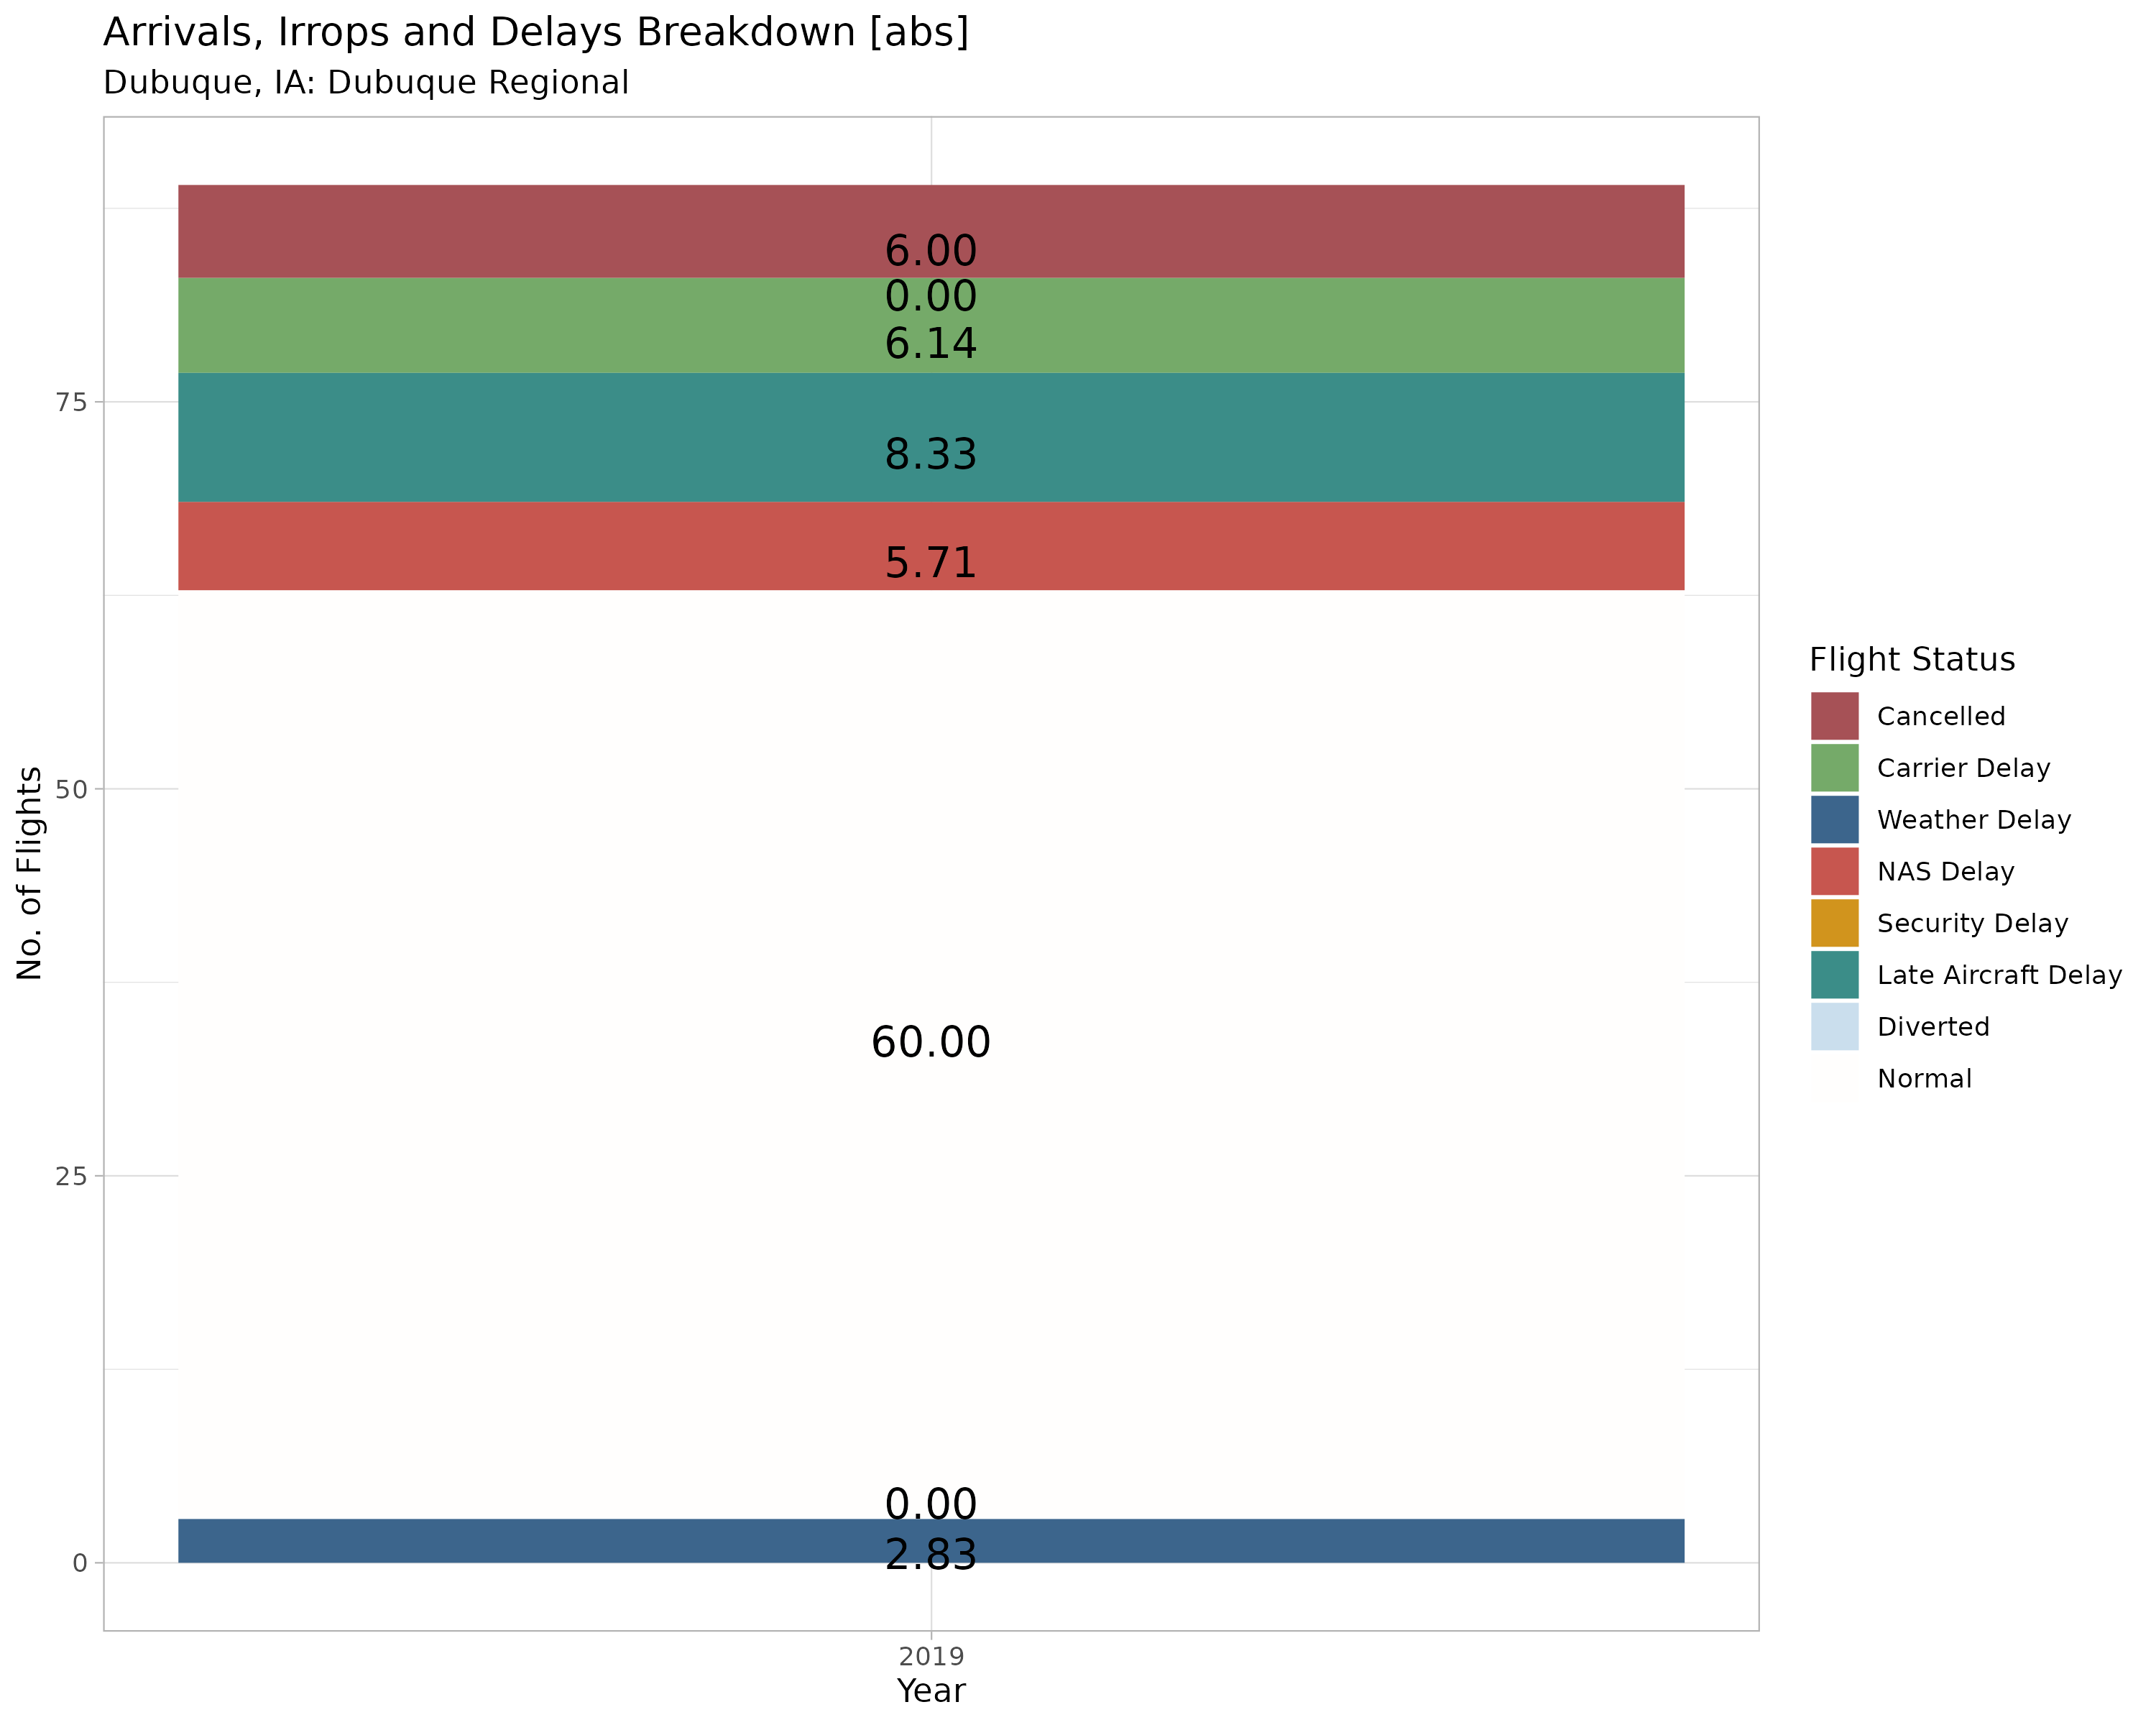 Arrivals, Irrops and Delays Breakdown [abs]
Dubuque, IA: Dubuque Regional
No. of Flights
75
50
25
0
6.00
0.00
6.14
8.33
5.71
60.00
0.00
2.83
2019
Year
Flight Status
Cancelled
Carrier Delay
Weather Delay
NAS Delay
Security Delay
Late Aircraft Delay
Diverted
Normal